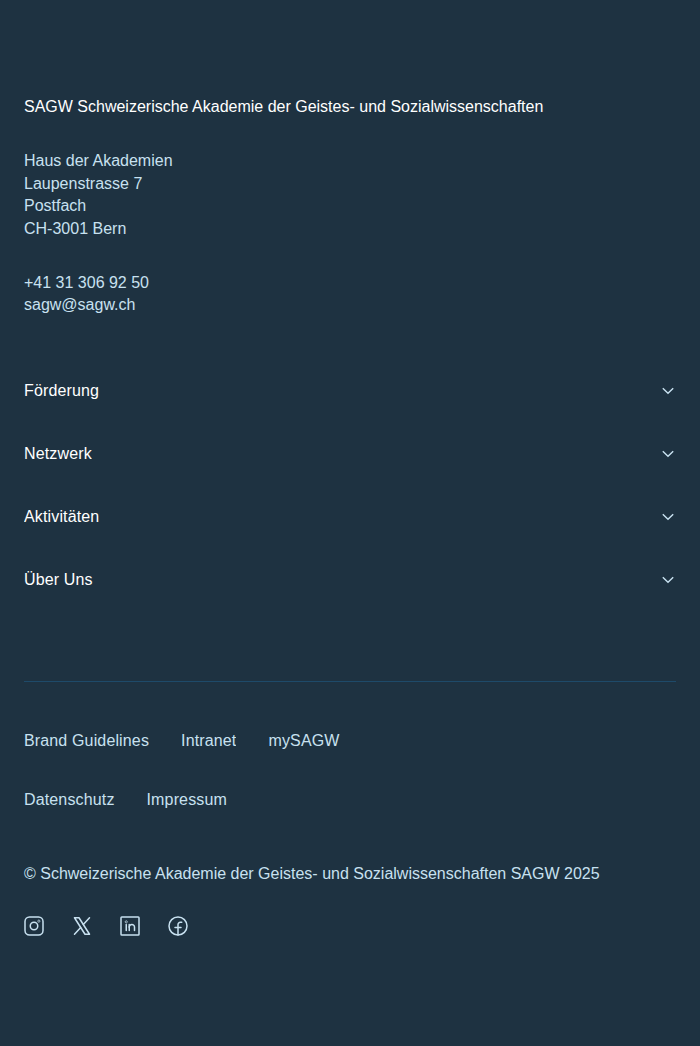 SAGW Schweizerische Akademie der Geistes- und Sozialwissenschaften
Haus der Akademien
Laupenstrasse 7
Postfach
CH-3001 Bern
+41 31 306 92 50
sagw@sagw.ch
Förderung
Netzwerk
Aktivitäten
Über Uns
Brand Guidelines Intranet mySAGW
Datenschutz Impressum
© Schweizerische Akademie der Geistes- und Sozialwissenschaften SAGW 2025